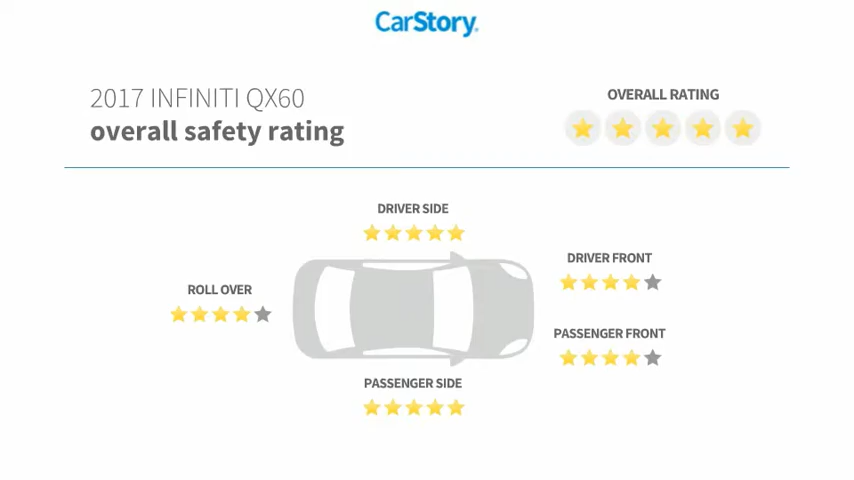 CarStory.
2017 INFINITI QX60
overall safety rating
OVERALL RATING
DRIVER SIDE
DRIVER FRONT
ROLL OVER
PASSENGER FRONT
PASSENGER SIDE